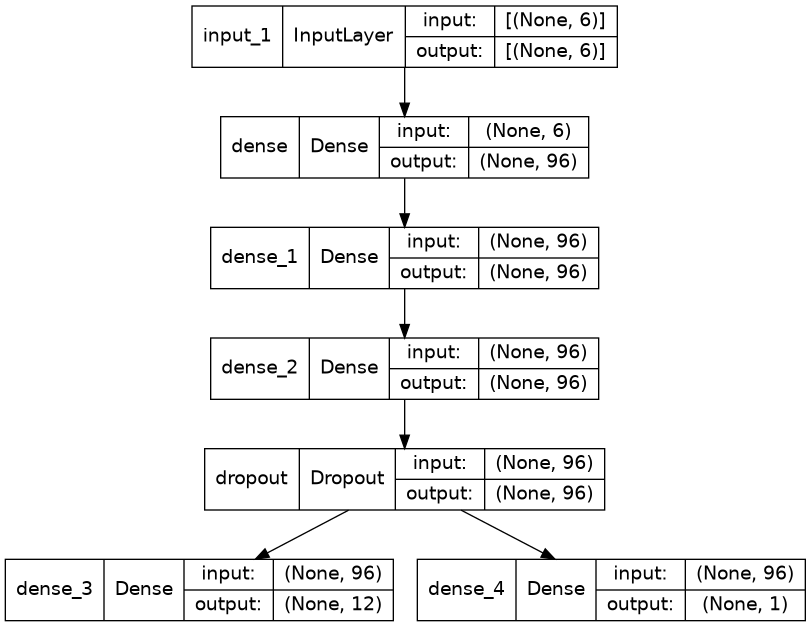 input_1 InputLayer input: [(None, 6)]
output: [(None, 6)]
dense Dense input: (None, 6)
output: (None, 96)
dense_1 Dense input: (None, 96)
output: (None, 96)
dense_2 Dense input: (None, 96)
output: (None, 96)
dropout Dropout input: (None, 96)
output: (None, 96)
dense_3 Dense input: (None, 96)
output: (None, 12)
dense_4 Dense input: (None, 96)
output: (None, 1)